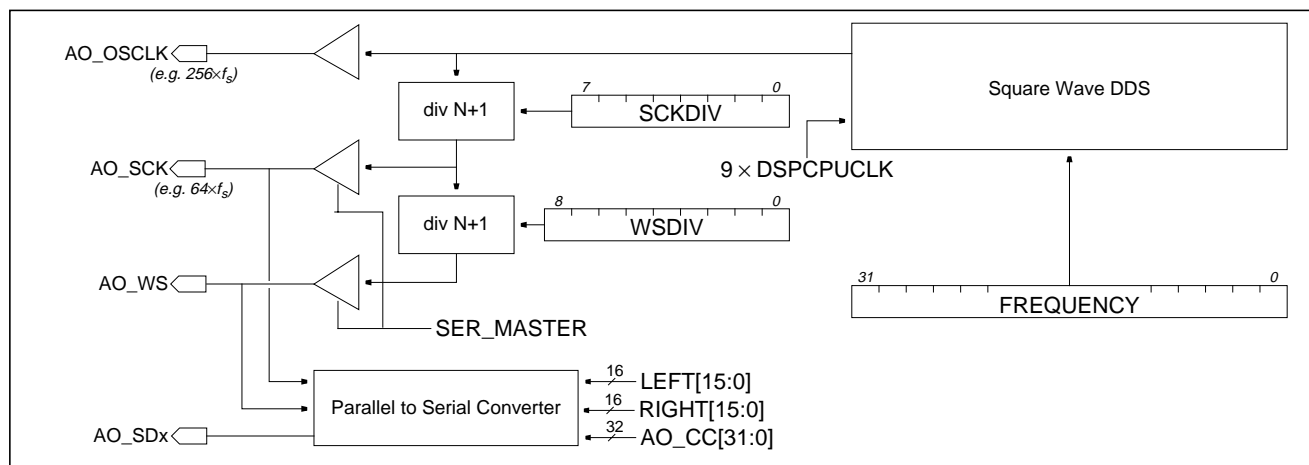 AO_OSCLK
(e.g. 256×fs)
7 0
div N+1
SCKDIV
Square Wave DDS
AO_SCK
(e.g. 64×fs)
9 × DSPCPUCLK
8 0
div N+1
WSDIV
AO_WS
31 0
FREQUENCY
SER_MASTER
16 LEFT[15:0]
Parallel to Serial Converter
16 RIGHT[15:0]
AO_SDx
32 AO_CC[31:0]